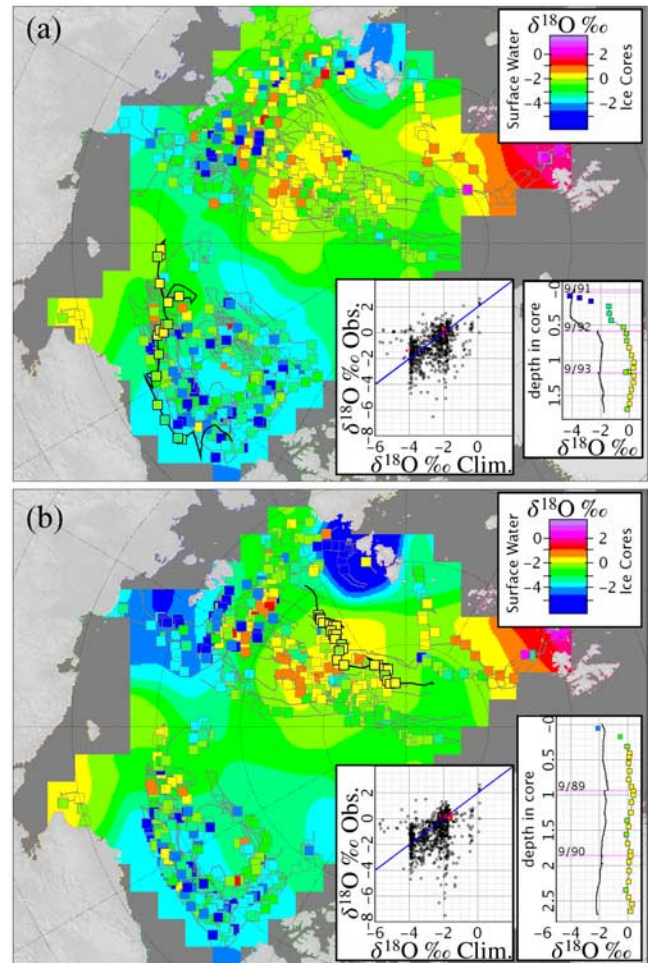 (a)
δ¹⁸O ‰
Surface Water
Ice Cores
2
0
-2
-4
0
-2
δ¹⁸O ‰ Obs.
2
0
-2
-4
-6
8
-6 -4 -2 0
δ¹⁸O ‰ Clim.
depth in core
-0
0.5
1
1.5
9/91
9/92
9/93
-4 -2 0
δ¹⁸O ‰
(b)
δ¹⁸O ‰
Surface Water
Ice Cores
2
0
-2
-4
2
0
-2
δ¹⁸O ‰ Obs.
2
0
-2
-4
-6
8
-6 -4 -2 0
δ¹⁸O ‰ Clim.
depth in core
-0
0.5
1
1.5
2
2.5
9/89
9/90
-6 -4 -2 0
δ¹⁸O ‰